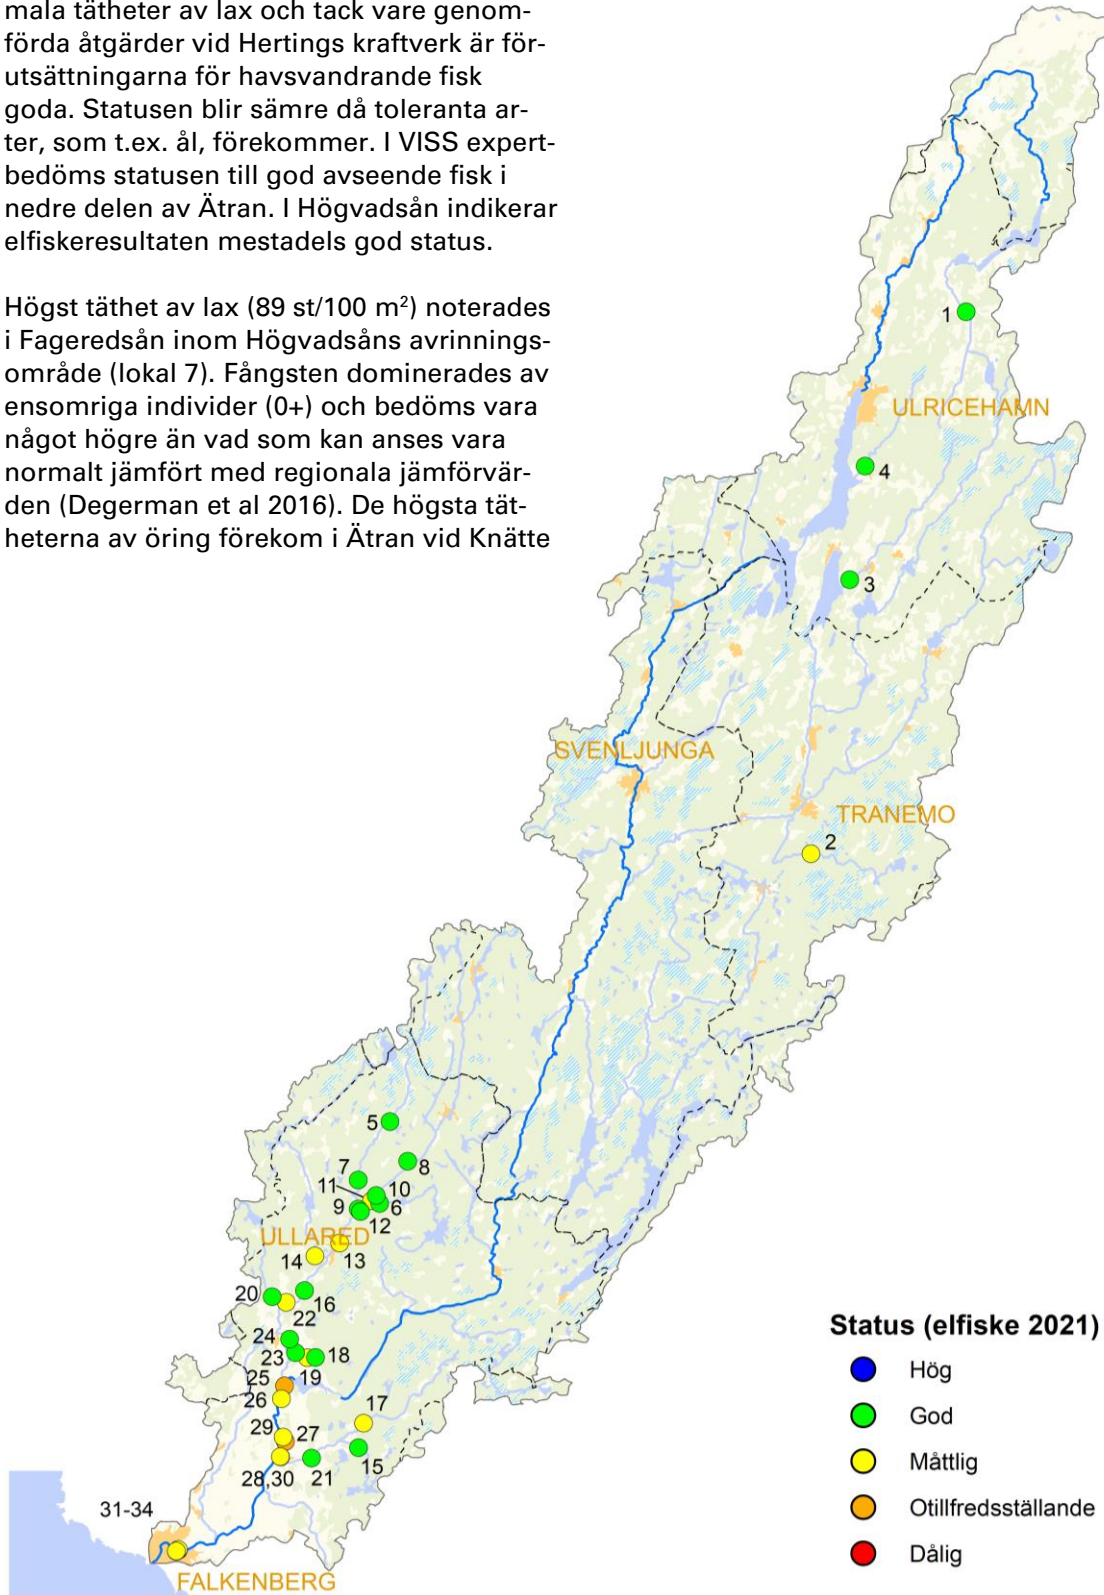 mala tätheter av lax och tack vare genom-
förda åtgärder vid Hertings kraftverk är för-
utsättningarna för havsvandrande fisk
goda. Statusen blir sämre då toleranta ar-
ter, som t.ex. ål, förekommer. I VISS expert-
bedöms statusen till god avseende fisk i
nedre delen av Ätran. I Högvadsån indikerar
elfiskeresultaten mestadels god status.
Högst täthet av lax (89 st/100 m²) noterades
i Fageredsån inom Högvadsåns avrinnings-
område (lokal 7). Fångsten dominerades av
ensomriga individer (0+) och bedöms vara
något högre än vad som kan anses vara
normalt jämfört med regionala jämförvär-
den (Degerman et al 2016). De högsta tät-
heterna av öring förekom i Ätran vid Knätte
1
ULRICEHAMN
4
3
SVENLJUNGA
TRANEMO
2
5
8
7
11
10
9
6
12
ULLARED
14
13
20
16
22
24
23
18
25
19
26
17
29
27
28,30
21
15
31-34
FALKENBERG
Status (elfiske 2021)
Hög
God
Måttlig
Otillfredsställande
Dålig